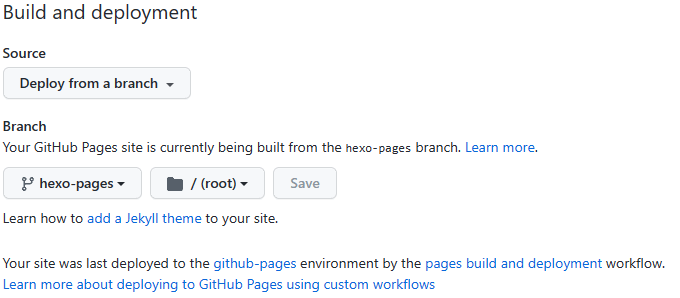 Build and deployment
Source
Deploy from a branch
Branch
Your GitHub Pages site is currently being built from the hexo-pages branch. Learn more.
hexo-pages / (root) Save
Learn how to add a Jekyll theme to your site.
Your site was last deployed to the github-pages environment by the pages build and deployment workflow.
Learn more about deploying to GitHub Pages using custom workflows